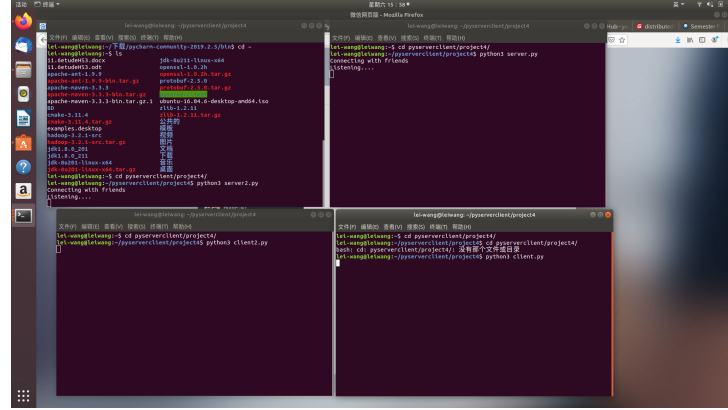 活动
终端
星期六 15 : 38
微信网页版 - Mozilla Firefox
lei-wang@leiwang: ~/pyserverclient/project4
文件(F) 编辑(E) 查看(V) 搜索(S) 终端(T) 帮助(H)
lei-wang@leiwang:~/下载/pycharm-community-2019.2.3/bin$ cd ~
lei-wang@leiwang:~$ ls
apache-ant-1.9.9
apache-ant-1.9.9-bin.tar.gz
apache-maven-3.3.3
apache-maven-3.3.3-bin.tar.gz
apache-maven-3.3.3-bin.tar.gz.1
cmake-3.11.4
cmake-3.11.4.tar.gz
examples.desktop
hadoop-3.2.1-src
hadoop-3.2.1-src.tar.gz
jdk1.8.0_201
jdk1.8.0_211
jdk-8u201-linux-x64
jdk-8u201-linux-x64.tar.gz
jdk-8u211-linux-x64
openssl-1.0.2h
openssl-1.0.2h.tar.gz
protobuf-2.5.0
protobuf-2.5.0.tar.gz
ubuntu-16.04.6-desktop-amd64.iso
zlib-1.2.11
zlib-1.2.11.tar.gz
公共的
模板
视频
图片
文档
下载
音乐
桌面
lei-wang@leiwang:~$ cd pyserverclient/project4/
lei-wang@leiwang:~/pyserverclient/project4$ python3 server2.py
Connecting with friends
Listening....
文件(F) 编辑(E) 查看(V) 搜索(S) 终端(T) 帮助(H)
lei-wang@leiwang:~$ cd pyserverclient/project4/
lei-wang@leiwang:~/pyserverclient/project4$ python3 server.py
Connecting with friends
Listening....
distribute
Semester
lei-wang@leiwang: ~/pyserverclient/project4
文件(F) 编辑(E) 查看(V) 搜索(S) 终端(T) 帮助(H)
lei-wang@leiwang:~$ cd pyserverclient/project4/
lei-wang@leiwang:~/pyserverclient/project4$ python3 client2.py
lei-wang@leiwang: ~/pyserverclient/project4
文件(F) 编辑(E) 查看(V) 搜索(S) 终端(T) 帮助(H)
lei-wang@leiwang:~$ cd pyserverclient/project4/
lei-wang@leiwang:~/pyserverclient/project4$ cd pyserverclient/project4/
bash: cd: pyserverclient/project4/: 没有那个文件或目录
lei-wang@leiwang:~/pyserverclient/project4$ python3 client.py